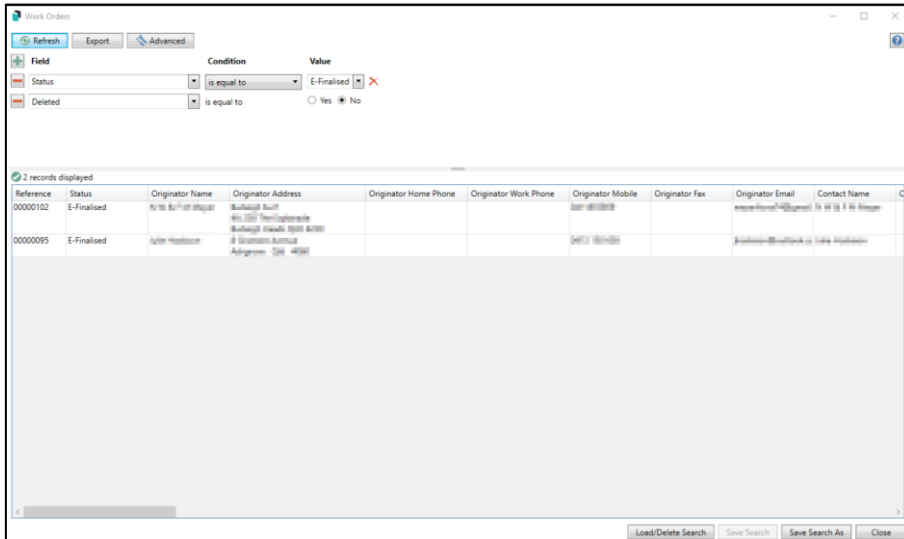 Work Orders
Refresh Export Advanced
Field Condition Value
Status is equal to E-Finalised
Deleted is equal to Yes No
2 records displayed
Reference Status Originator Name Originator Address Originator Home Phone Originator Work Phone Originator Mobile Originator Fax Originator Email Contact Name
00000102 E-Finalised
00000095 E-Finalised
Load/Delete Search Save Search Save Search As Close